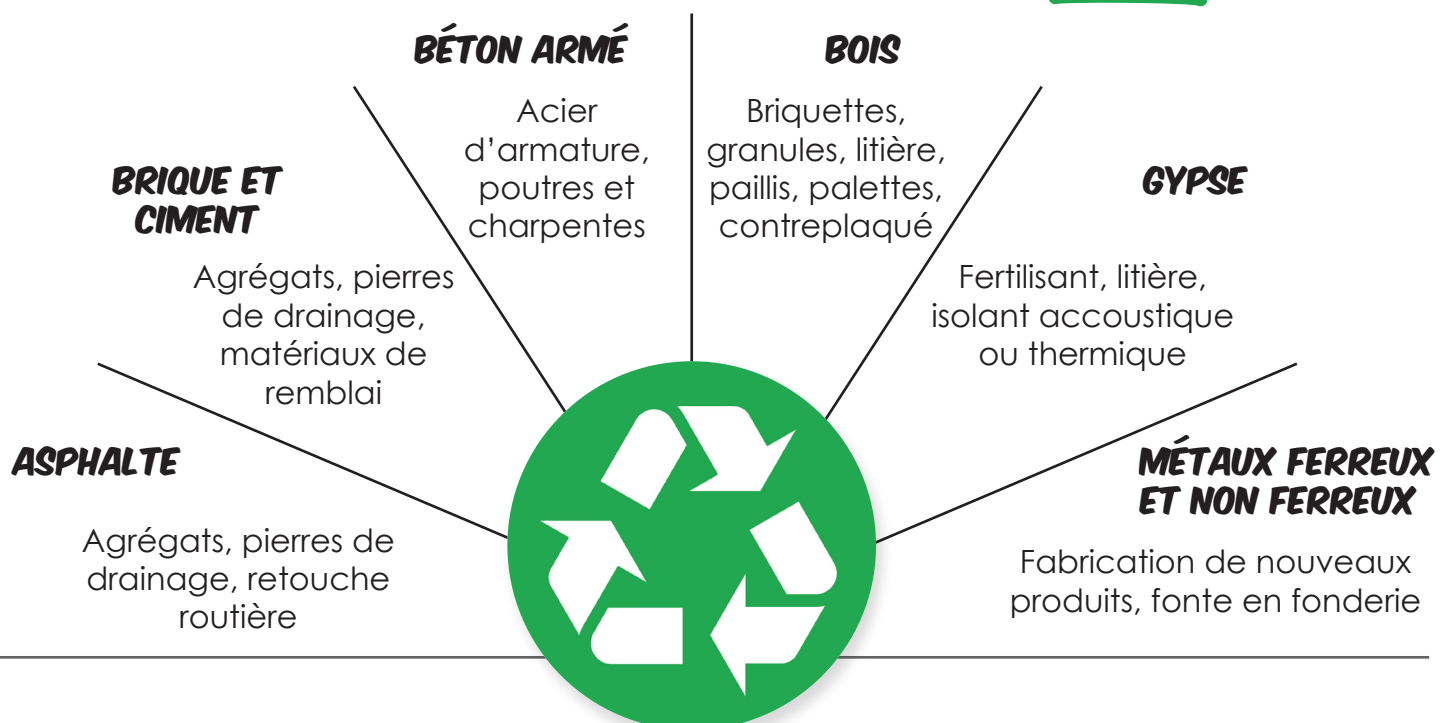 BÉTON ARMÉ
Acier
d’armature,
poutres et
charpentes
BOIS
Briquettes,
granules, litière,
paillis, palettes,
contreplaqué
BRIQUE ET
CIMENT
Agrégats, pierres
de drainage,
matériaux de
remblai
GYPSE
Fertilisant, litière,
isolant accoustique
ou thermique
ASPHALTE
Agrégats, pierres de
drainage, retouche
routière
MÉTAUX FERREUX
ET NON FERREUX
Fabrication de nouveaux
produits, fonte en fonderie